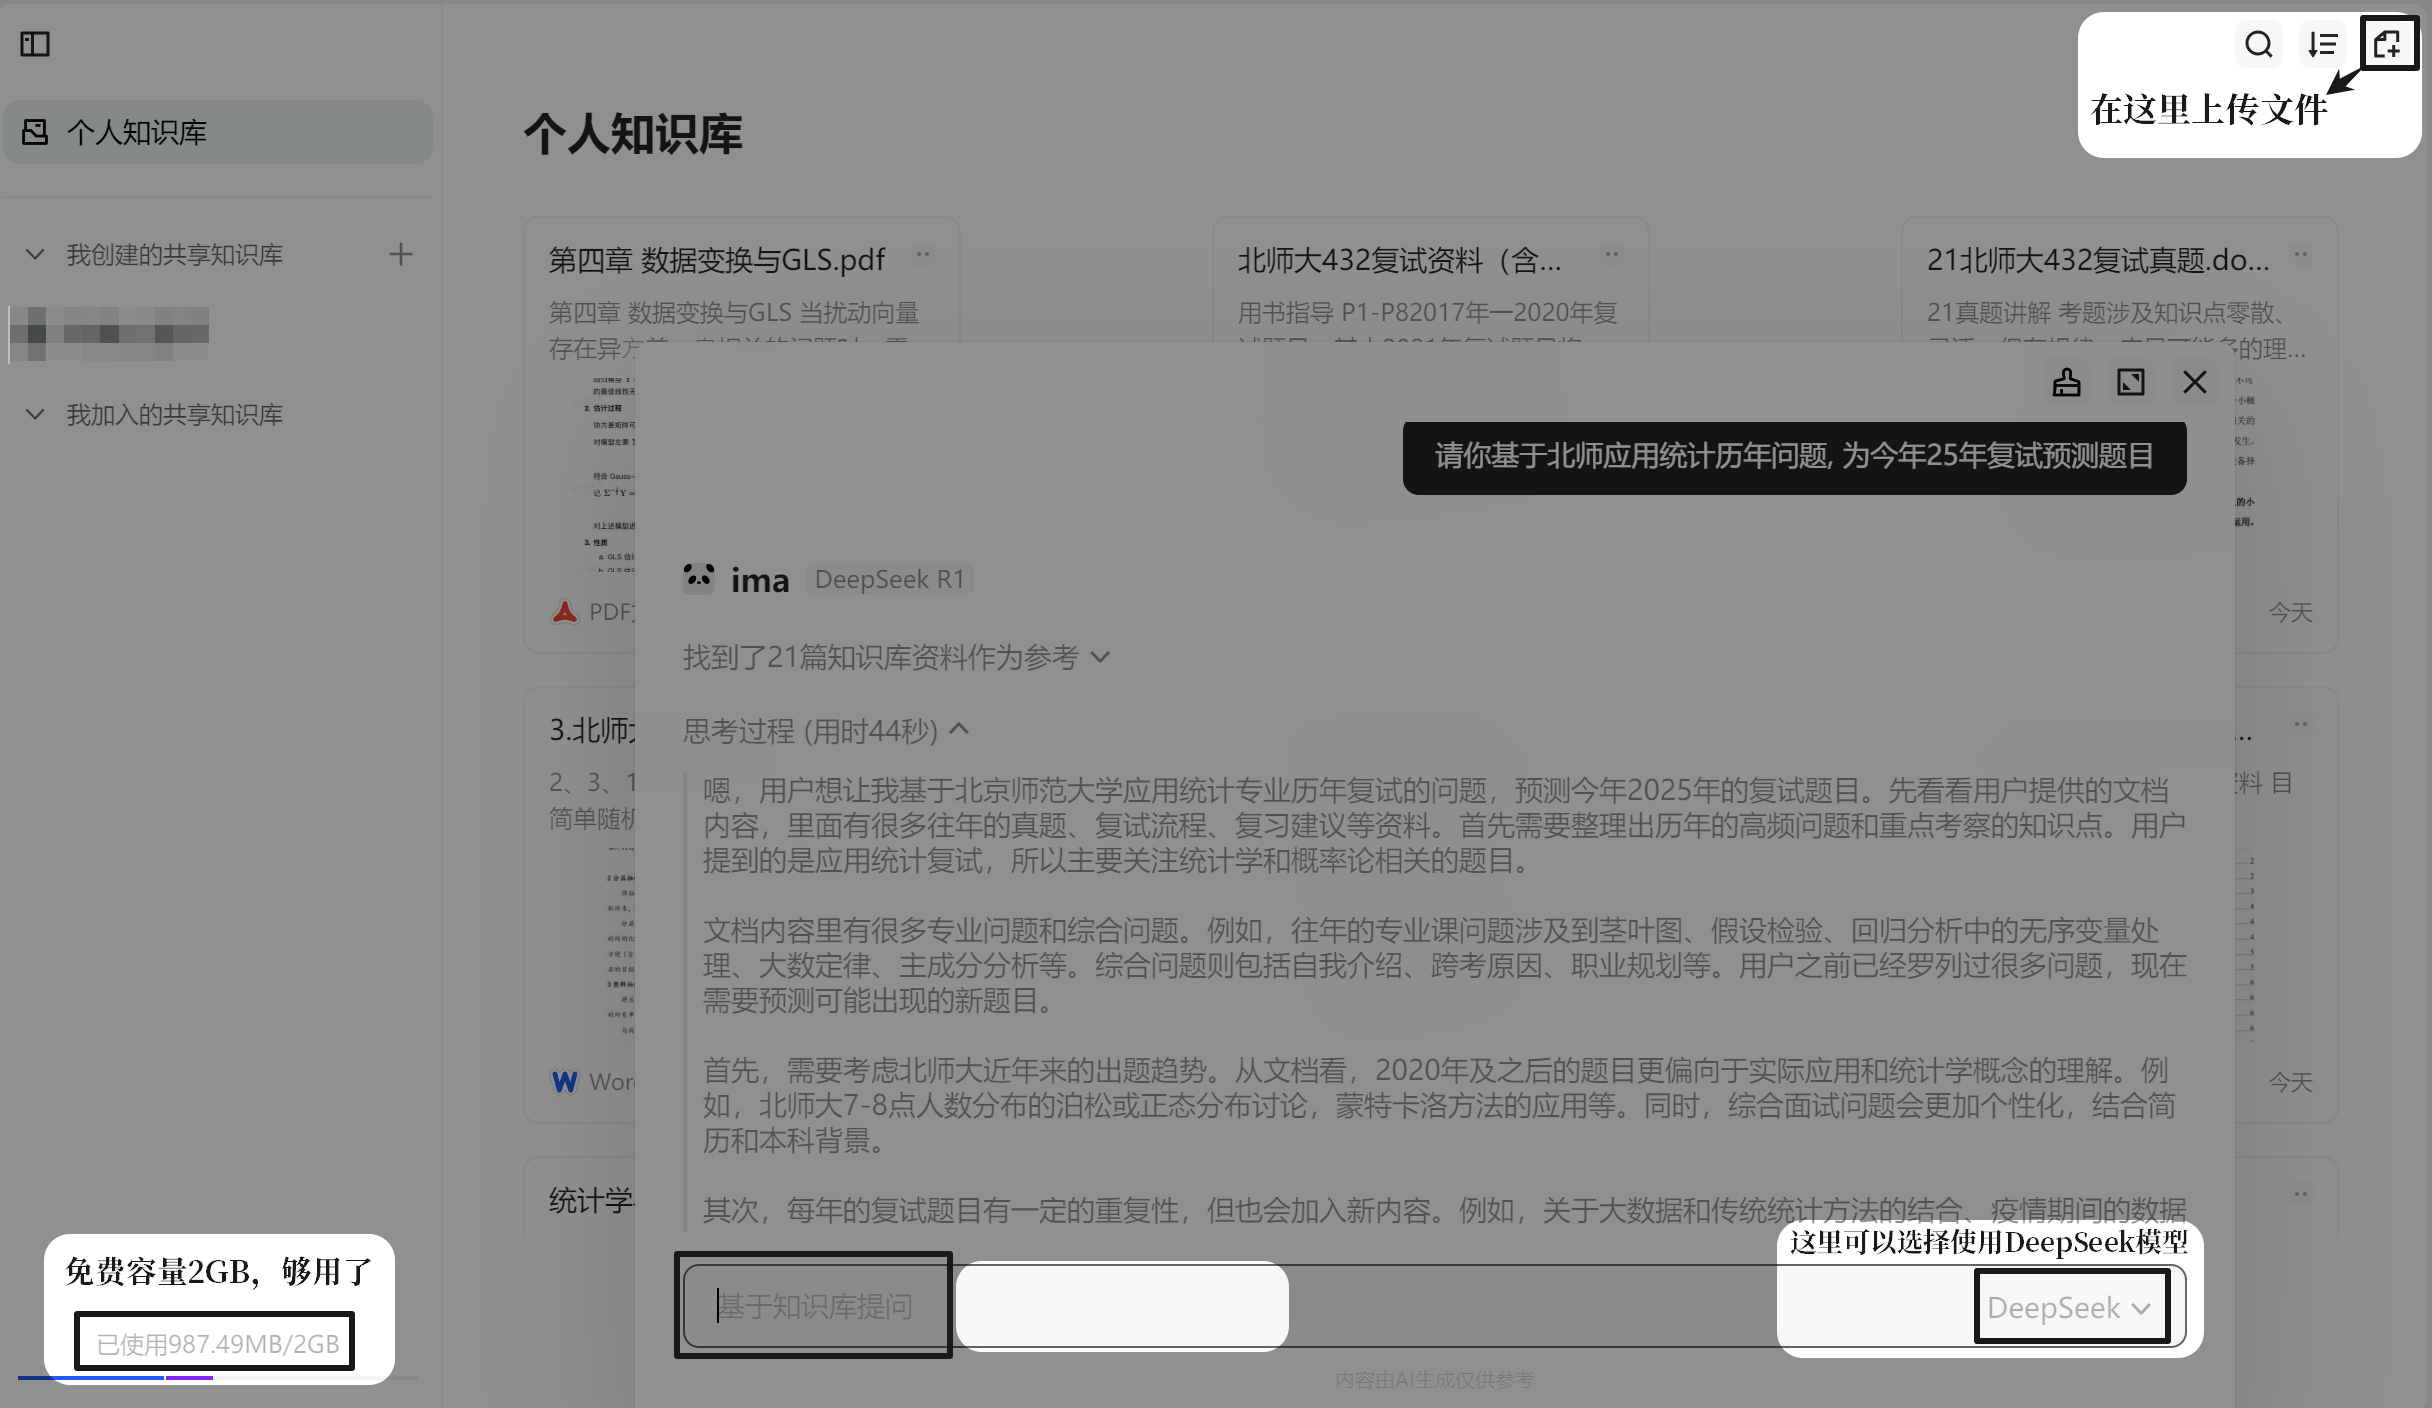 在这里上传文件
个人知识库
个人知识库
我创建的共享知识库
我加入的共享知识库
第四章 数据变换与GLS.pdf
第四章 数据变换与GLS 当扰动向量
北师大432复试资料（含...
用书指导 P1-P82017年—2020年复
21北师大432复试真题.do...
21真题讲解 考题涉及知识点零散、
的理...
2. 估计过程
3. 性质
PDF
今天
请你基于北师应用统计历年问题, 为今年25年复试预测题目
ima DeepSeek R1
找到了21篇知识库资料作为参考
思考过程 (用时44秒)
嗯，用户想让我基于北京师范大学应用统计专业历年复试的问题，预测今年2025年的复试题目。先看看用户提供的文档
内容，里面有很多往年的真题、复试流程、复习建议等资料。首先需要整理出历年的高频问题和重点考察的知识点。用户
提到的是应用统计复试，所以主要关注统计学和概率论相关的题目。
文档内容里有很多专业问题和综合问题。例如，往年的专业课问题涉及到茎叶图、假设检验、回归分析中的无序变量处
理、大数定律、主成分分析等。综合问题则包括自我介绍、跨考原因、职业规划等。用户之前已经罗列过很多问题，现在
需要预测可能出现的新题目。
首先，需要考虑北师大近年来的出题趋势。从文档看，2020年及之后的题目更偏向于实际应用和统计学概念的理解。例
如，北师大7-8点人数分布的泊松或正态分布讨论，蒙特卡洛方法的应用等。同时，综合面试问题会更加个性化，结合简
历和本科背景。
其次，每年的复试题目有一定的重复性，但也会加入新内容。例如，关于大数据和传统统计方法的结合、疫情期间的数据
3.北师
2、3、1
简单随机
料 目
Wor
今天
统计学
这里可以选择使用DeepSeek模型
基于知识库提问
DeepSeek
内容由AI生成仅供参考
免费容量2GB，够用了
已使用987.49MB/2GB